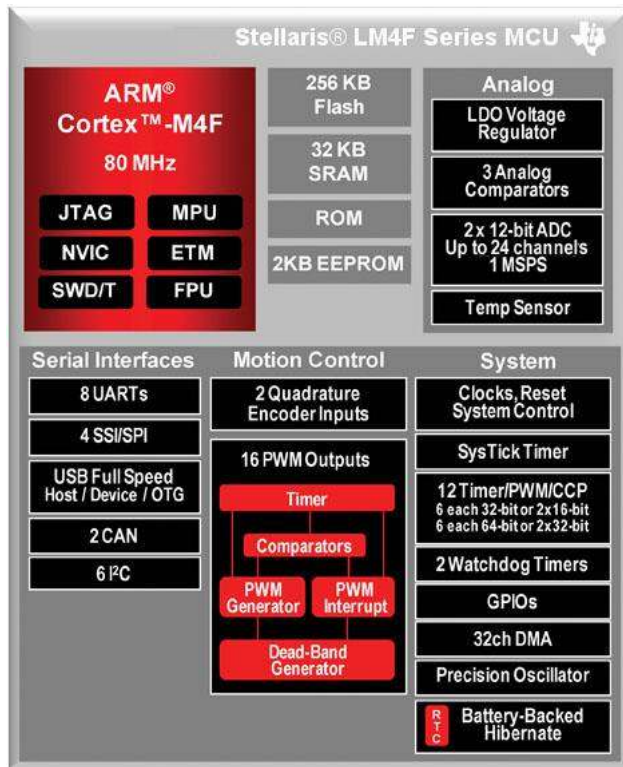 Stellaris® LM4F Series MCU
ARM®
Cortex™-M4F
80 MHz
JTAG
MPU
NVIC
ETM
SWD/T
FPU
256 KB
Flash
32 KB
SRAM
ROM
2KB EEPROM
Analog
LDO Voltage
Regulator
3 Analog
Comparators
2 x 12-bit ADC
Up to 24 channels
1 MSPS
Temp Sensor
Serial Interfaces
8 UARTs
4 SSI/SPI
USB Full Speed
Host / Device / OTG
2 CAN
6 I²C
Motion Control
2 Quadrature
Encoder Inputs
16 PWM Outputs
Timer
Comparators
PWM
Generator
PWM
Interrupt
Dead-Band
Generator
System
Clocks, Reset
System Control
SysTick Timer
12 Timer/PWM/CCP
6 each 32-bit or 2x16-bit
6 each 64-bit or 2x32-bit
2 Watchdog Timers
GPIOs
32ch DMA
Precision Oscillator
RTC
Battery-Backed
Hibernate